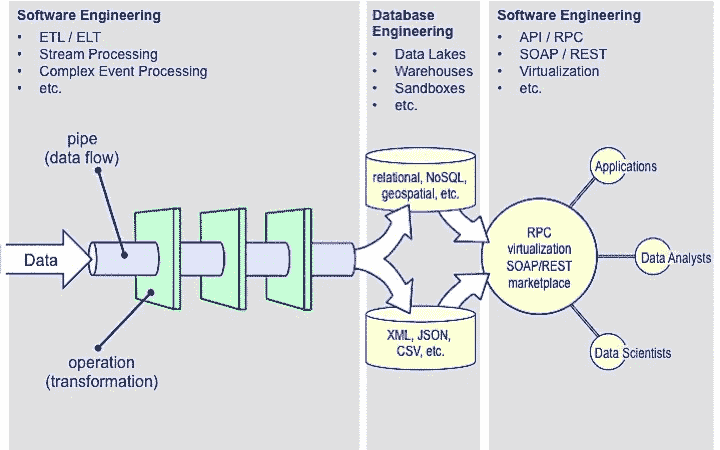 Software Engineering
• ETL / ELT
• Stream Processing
• Complex Event Processing
• etc.
Database
Engineering
• Data Lakes
• Warehouses
• Sandboxes
• etc.
Software Engineering
• API / RPC
• SOAP / REST
• Virtualization
• etc.
pipe
(data flow)
Data
operation
(transformation)
relational, NoSQL,
geospatial, etc.
XML, JSON,
CSV, etc.
RPC
virtualization
SOAP/REST
marketplace
Applications
Data Analysts
Data Scientists